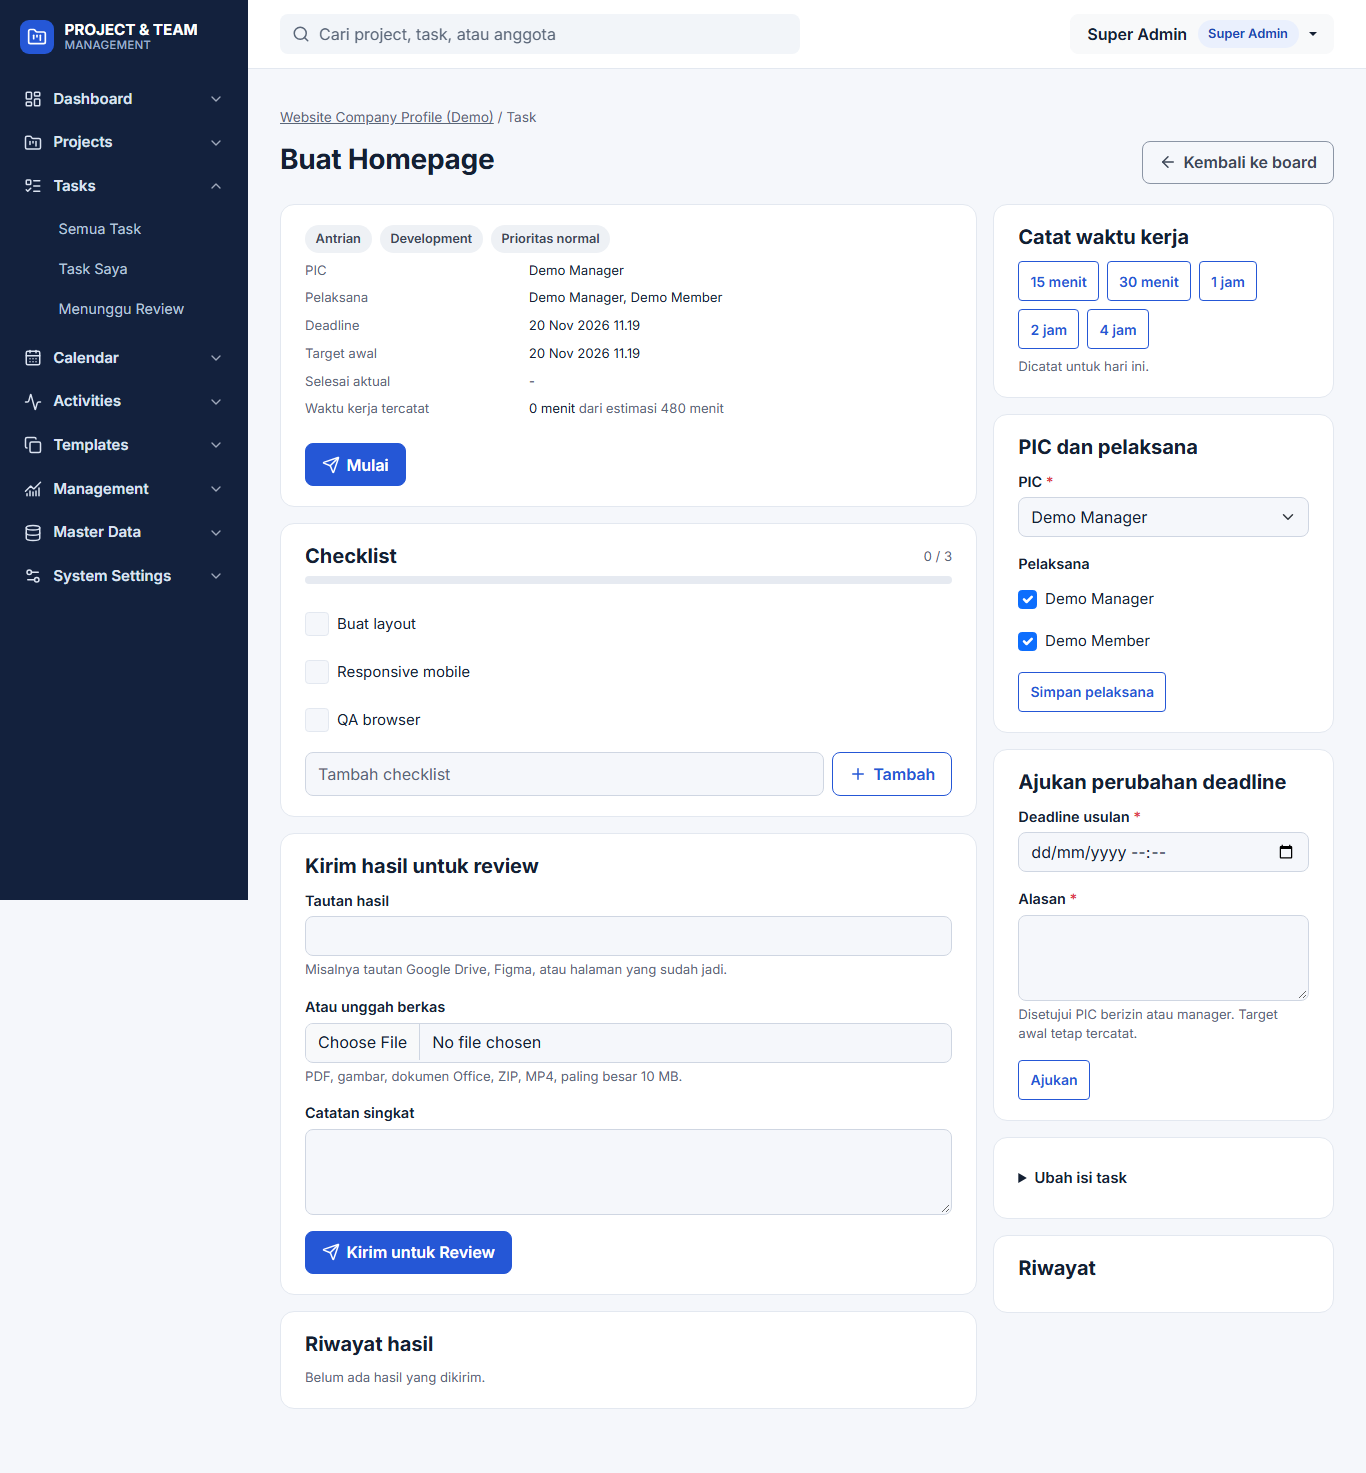 PROJECT & TEAM
MANAGEMENT
Dashboard
Projects
Tasks
Semua Task
Task Saya
Menunggu Review
Calendar
Activities
Templates
Management
Master Data
System Settings
Cari project, task, atau anggota
Super Admin Super Admin
Website Company Profile (Demo) / Task
Buat Homepage
Kembali ke board
Antrian Development Prioritas normal
PIC Demo Manager
Pelaksana Demo Manager, Demo Member
Deadline 20 Nov 2026 11.19
Target awal 20 Nov 2026 11.19
Selesai aktual -
Waktu kerja tercatat 0 menit dari estimasi 480 menit
Mulai
Checklist 0 / 3
Buat layout
Responsive mobile
QA browser
Tambah checklist
Tambah
Kirim hasil untuk review
Tautan hasil
Misalnya tautan Google Drive, Figma, atau halaman yang sudah jadi.
Atau unggah berkas
Choose File No file chosen
PDF, gambar, dokumen Office, ZIP, MP4, paling besar 10 MB.
Catatan singkat
Kirim untuk Review
Riwayat hasil
Belum ada hasil yang dikirim.
Catat waktu kerja
15 menit 30 menit 1 jam
2 jam 4 jam
Dicatat untuk hari ini.
PIC dan pelaksana
PIC *
Demo Manager
Pelaksana
Demo Manager
Demo Member
Simpan pelaksana
Ajukan perubahan deadline
Deadline usulan *
dd/mm/yyyy --:--
Alasan *
Disetujui PIC berizin atau manager. Target
awal tetap tercatat.
Ajukan
Ubah isi task
Riwayat